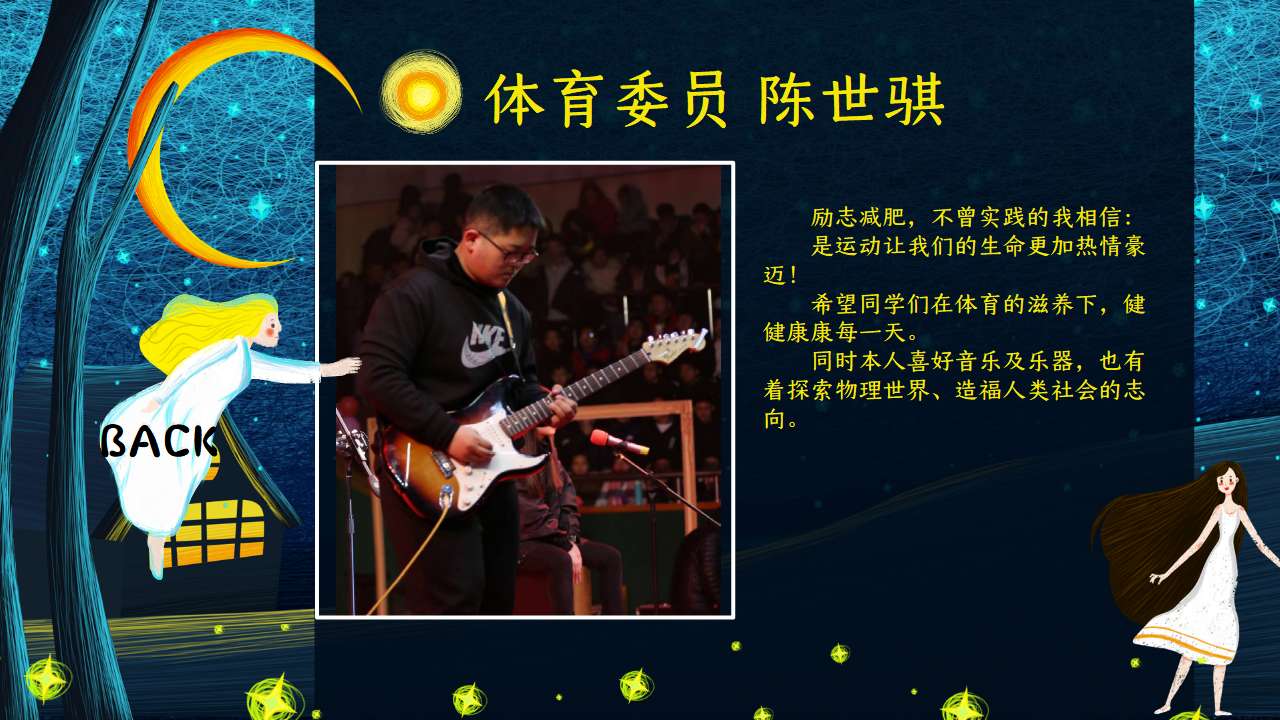 体育委员 陈世骐
励志减肥，不曾实践的我相信：
是运动让我们的生命更加热情豪
迈！
希望同学们在体育的滋养下，健
健康康每一天。
同时本人喜好音乐及乐器，也有
着探索物理世界、造福人类社会的志
向。
NIKE
BACK